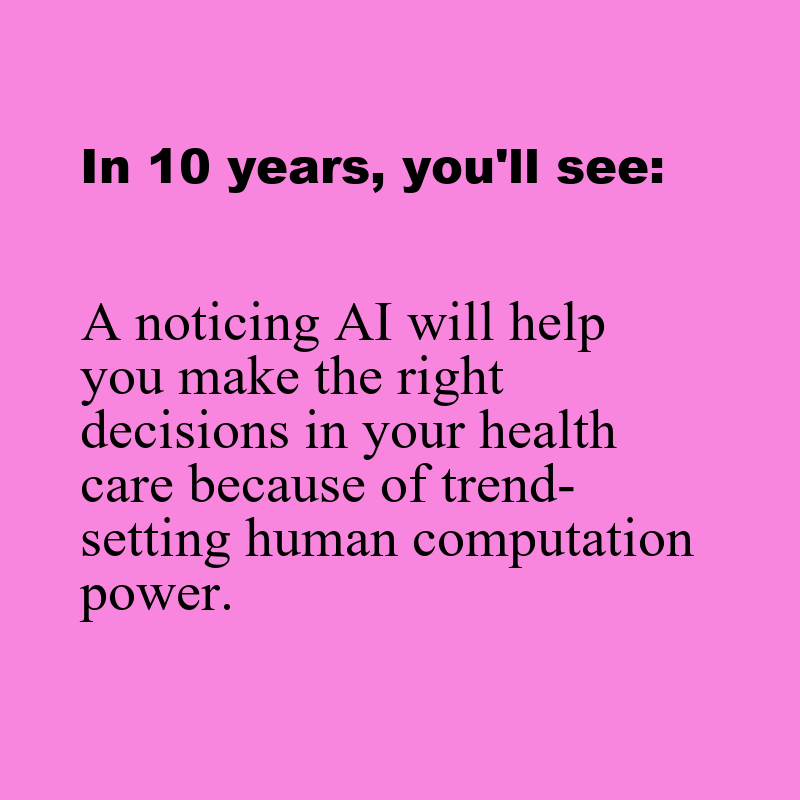 In 10 years, you'll see:
A noticing AI will help
you make the right
decisions in your health
care because of trend-
setting human computation
power.